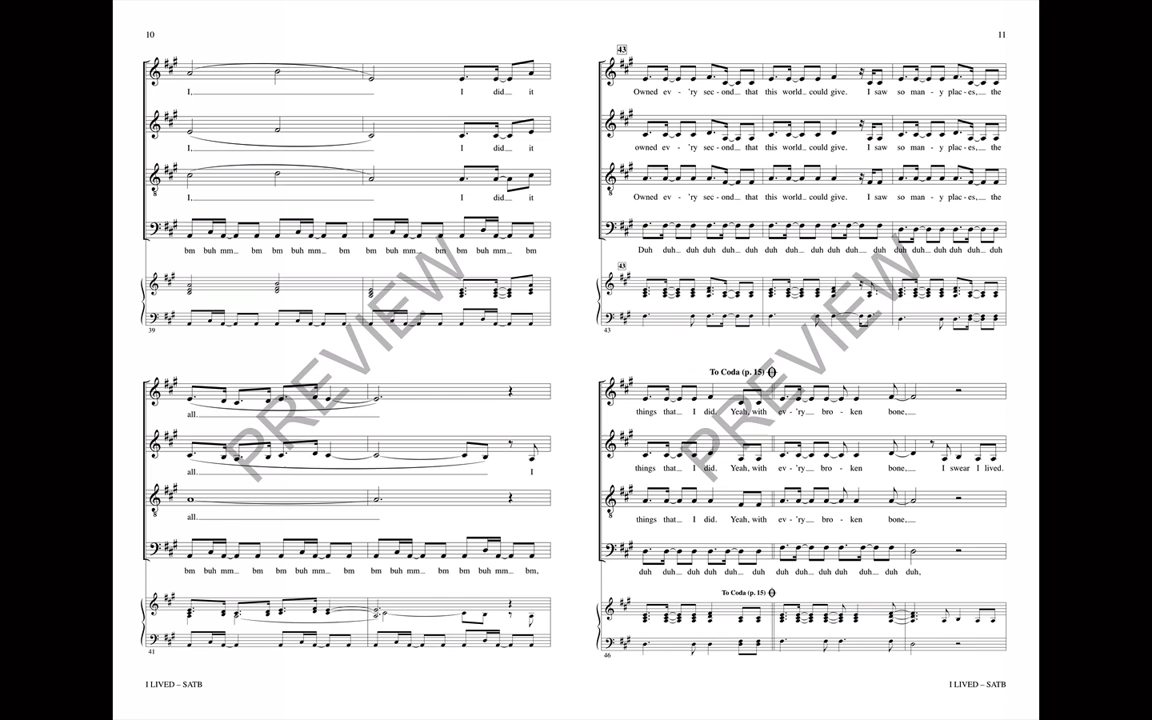 10
I, I did it
I, I did it
I, I did it
bm buh mm bm bm buh mm bm bm buh mm bm bm buh mm bm
39
all.
all. I
all.
bm buh mm bm bm buh mm bm bm buh mm bm bm buh mm bm,
41
I LIVED – SATB
PREVIEW
11
43
Owned ev - 'ry sec - ond that this world could give. I saw so man - y plac - es, the
owned ev - 'ry sec - ond that this world could give. I saw so man - y plac - es, the
Owned ev - 'ry sec - ond that this world could give. I saw so man - y plac - es, the
Duh duh duh duh duh duh duh duh duh duh duh duh duh duh duh duh
43
43
To Coda (p. 15)
things that I did. Yeah, with ev - 'ry bro - ken bone,
things that I did. Yeah, with ev - 'ry bro - ken bone, I swear I lived.
things that I did. Yeah, with ev - 'ry bro - ken bone,
duh duh duh duh duh duh duh duh duh duh duh,
To Coda (p. 15)
46
I LIVED – SATB
PREVIEW